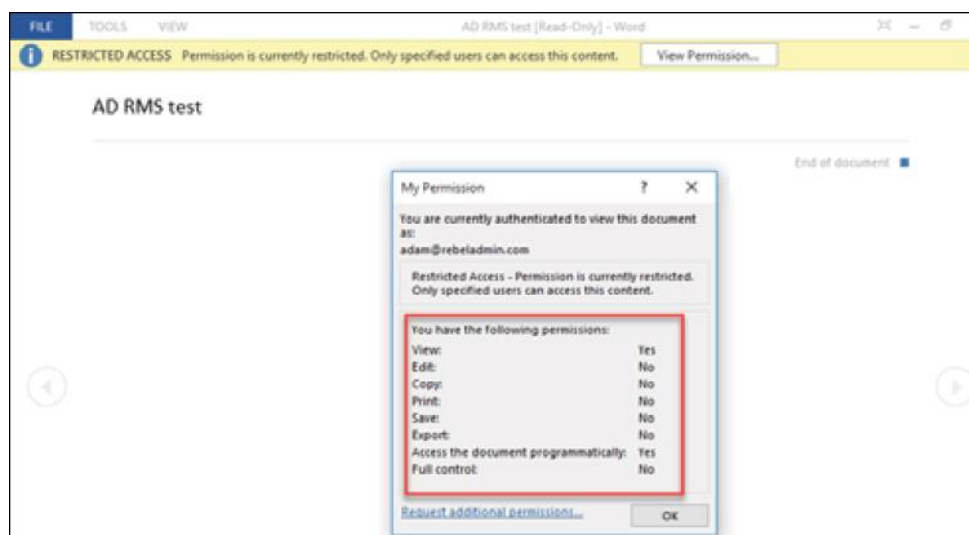 FILE TOOLS VIEW AD RMS test [Read-Only] - Word
RESTRICTED ACCESS Permission is currently restricted. Only specified users can access this content. View Permission...
AD RMS test
End of document
My Permission ?
You are currently authenticated to view this document
as:
adam@rebeladmin.com
Restricted Access - Permission is currently restricted.
Only specified users can access this content.
You have the following permissions:
View: Yes
Edit: No
Copy: No
Print: No
Save: No
Export: No
Access the document programmatically: Yes
Full control: No
Request additional permissions... OK